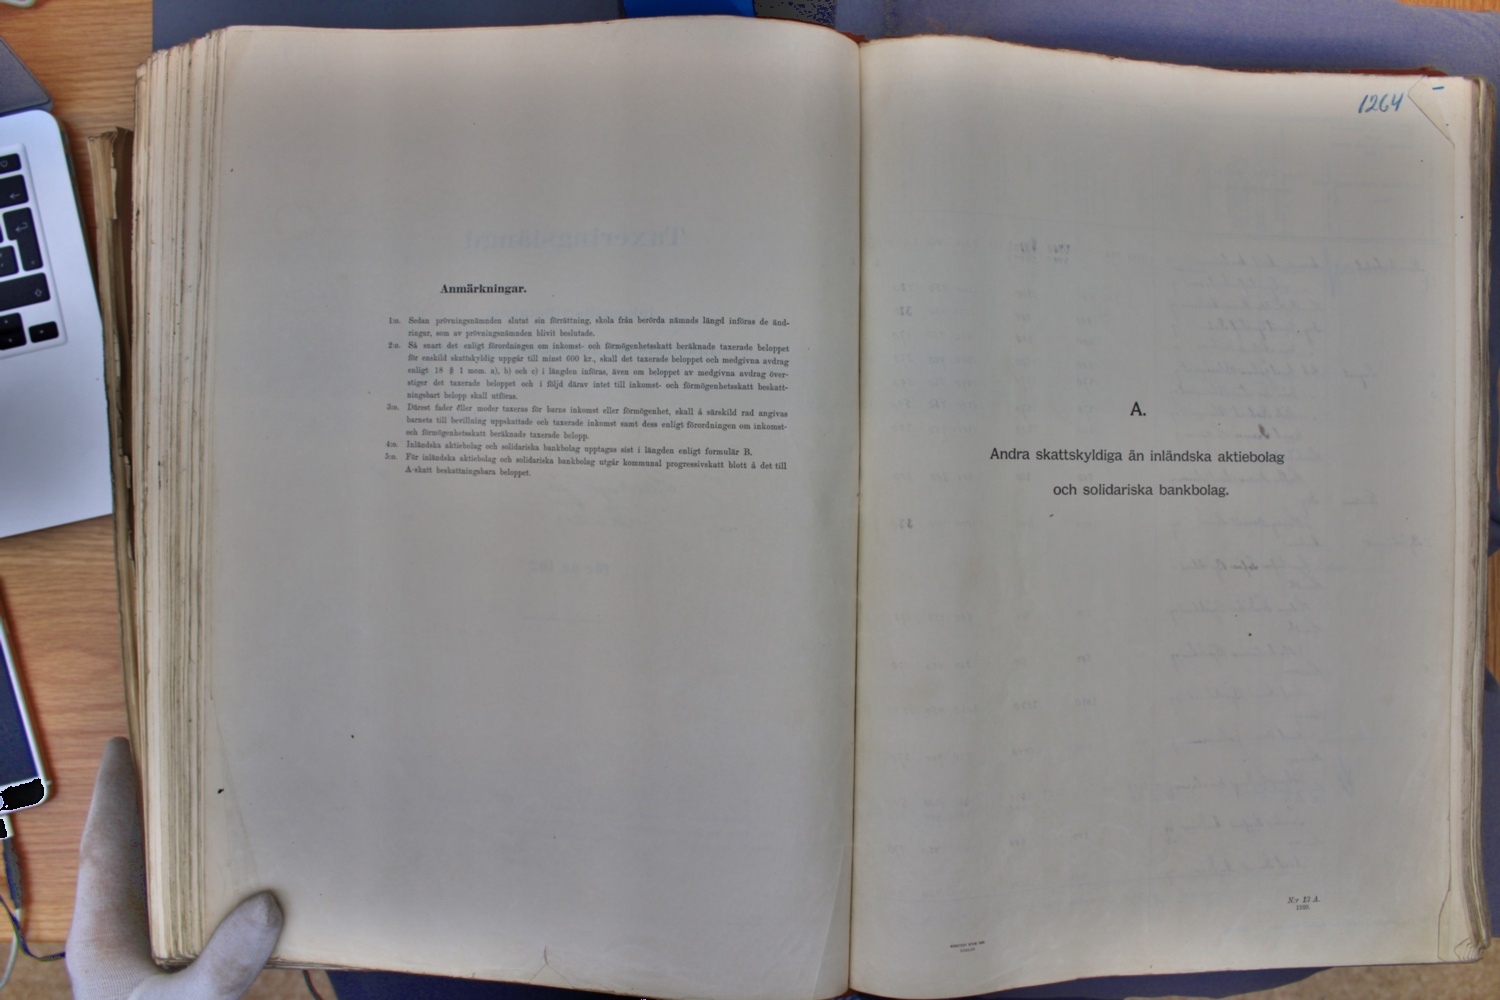 Anmärkningar.
1:o. Sedan prövningsnämnden slutat sin förrättning, skola från berörda nämnds längd införas de änd-
ringar, som av prövningsnämnden blivit beslutade.
2:o. Så snart det enligt förordningen om inkomst- och förmögenhetsskatt beräknade taxerade beloppet
för enskild skattskyldig uppgår till minst 600 kr., skall det taxerade beloppet och medgivna avdrag
enligt 18 § 1 mom. a), b) och c) i längden införas, även om beloppet av medgivna avdrag över-
stiger det taxerade beloppet och i följd därav intet till inkomst- och förmögenhetsskatt beskatt-
ningsbart belopp skall utföras.
3:o. Därest fader eller moder taxeras för barns inkomst eller förmögenhet, skall å särskild rad angivas
barnets till bevillning uppskattade och taxerade inkomst samt dess enligt förordningen om inkomst-
och förmögenhetsskatt beräknade taxerade belopp.
4:o. Inländska aktiebolag och solidariska bankbolag upptagas sist i längden enligt formulär B.
5:o. För inländska aktiebolag och solidariska bankbolag utgår kommunal progressivskatt blott å det till
A-skatt beskattningsbara beloppet.
1264
A.
Andra skattskyldiga än inländska aktiebolag
och solidariska bankbolag.
N:r 13 A.